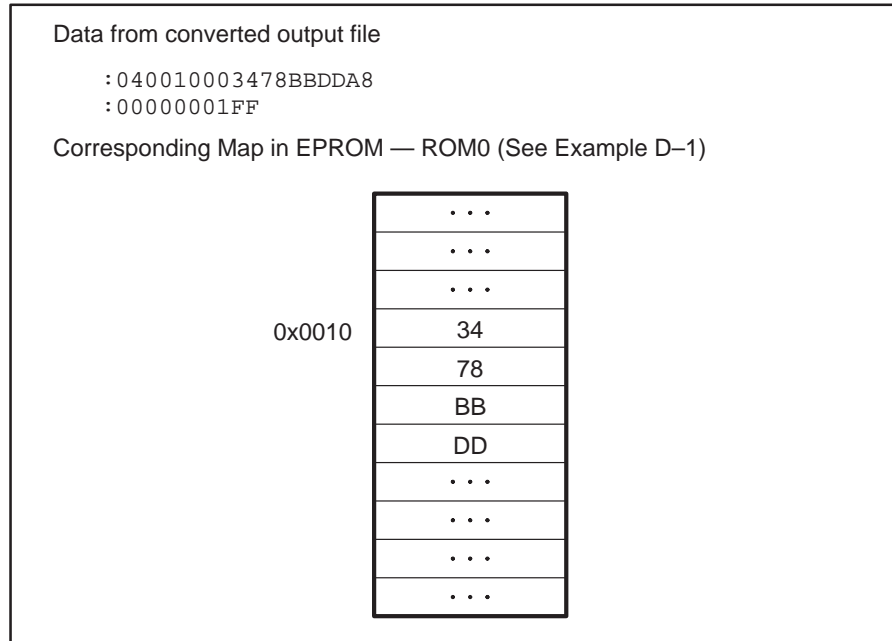 Data from converted output file
:040010003478BBDDA8
:00000001FF
Corresponding Map in EPROM — ROM0 (See Example D–1)
. . .
. . .
. . .
0x0010 34
78
BB
DD
. . .
. . .
. . .
. . .